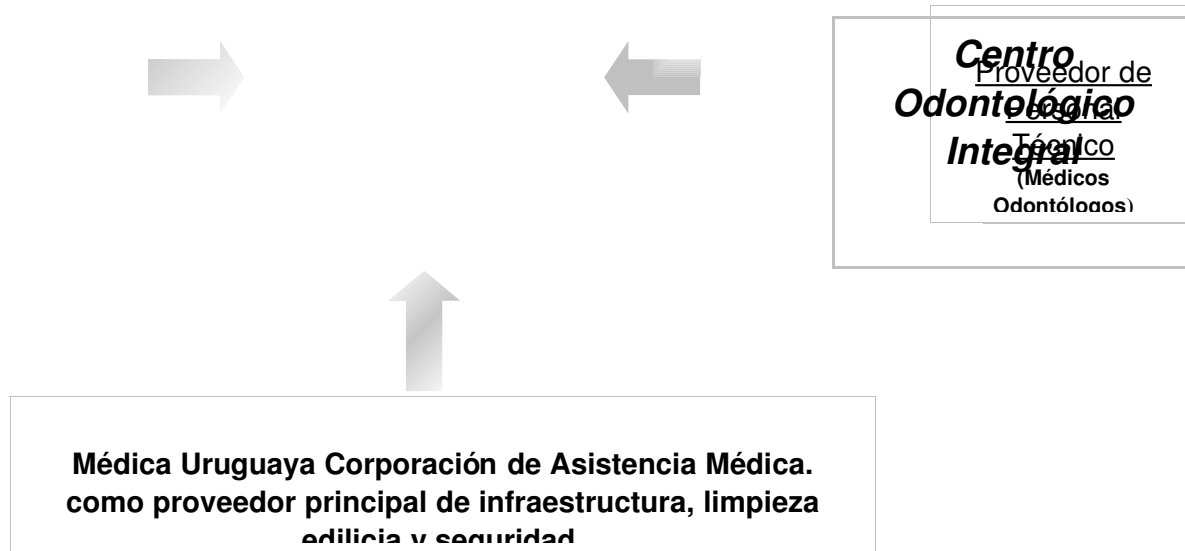 Centro
Odontológico
Integral
Proveedor de
Personal
Técnico
(Médicos
Odontólogos)
Médica Uruguaya Corporación de Asistencia Médica.
como proveedor principal de infraestructura, limpieza
edilicia y seguridad